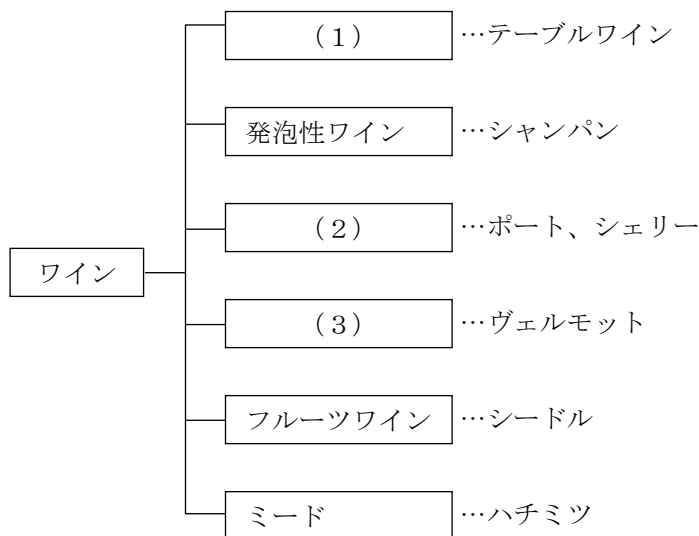 （１） …テーブルワイン
発泡性ワイン …シャンパン
（２） …ポート、シェリー
ワイン
（３） …ヴェルモット
フルーツワイン …シードル
ミード …ハチミツ